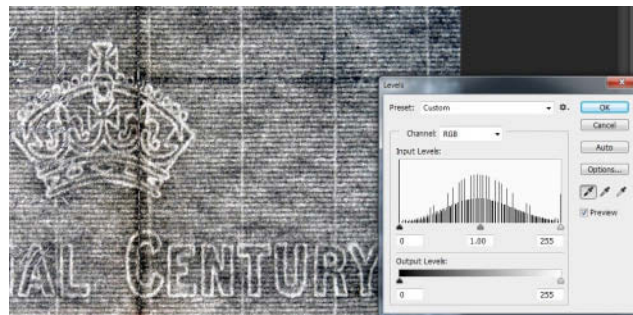 NAL CENTURY
Levels
Preset: Custom
OK
Cancel
Channel: RGB
Auto
Input Levels:
Options...
Preview
0 1.00 255
Output Levels:
0 255